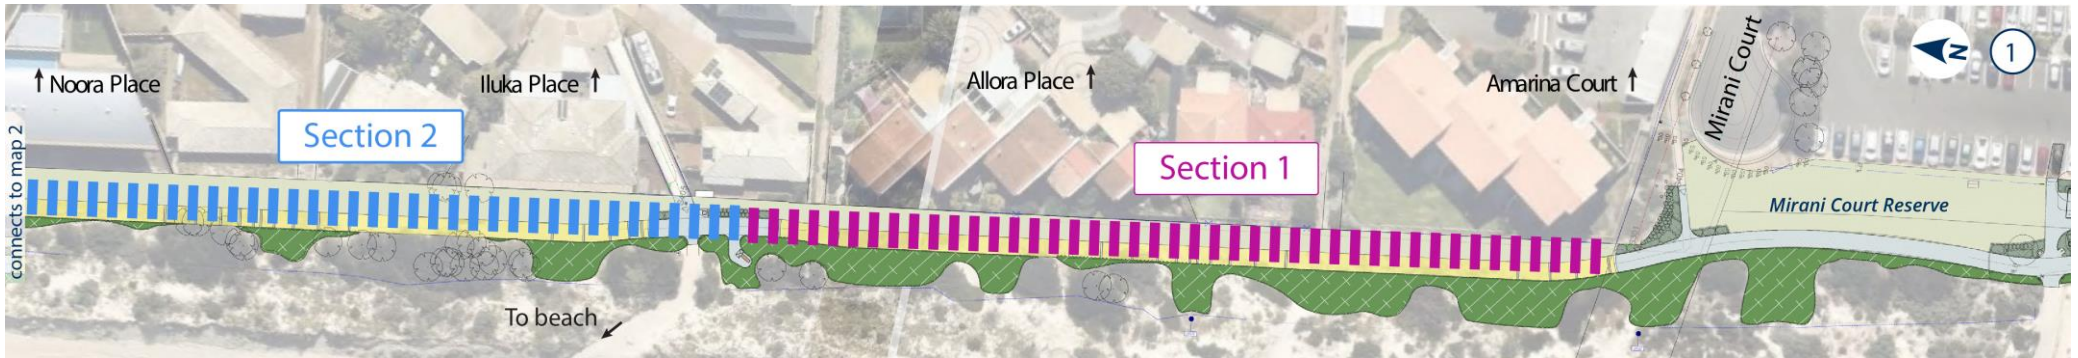 Noora Place
Iluka Place
Allora Place
Amarina Court
Mirani Court
N
1
Section 2
Section 1
Mirani Court Reserve
connects to map 2
To beach